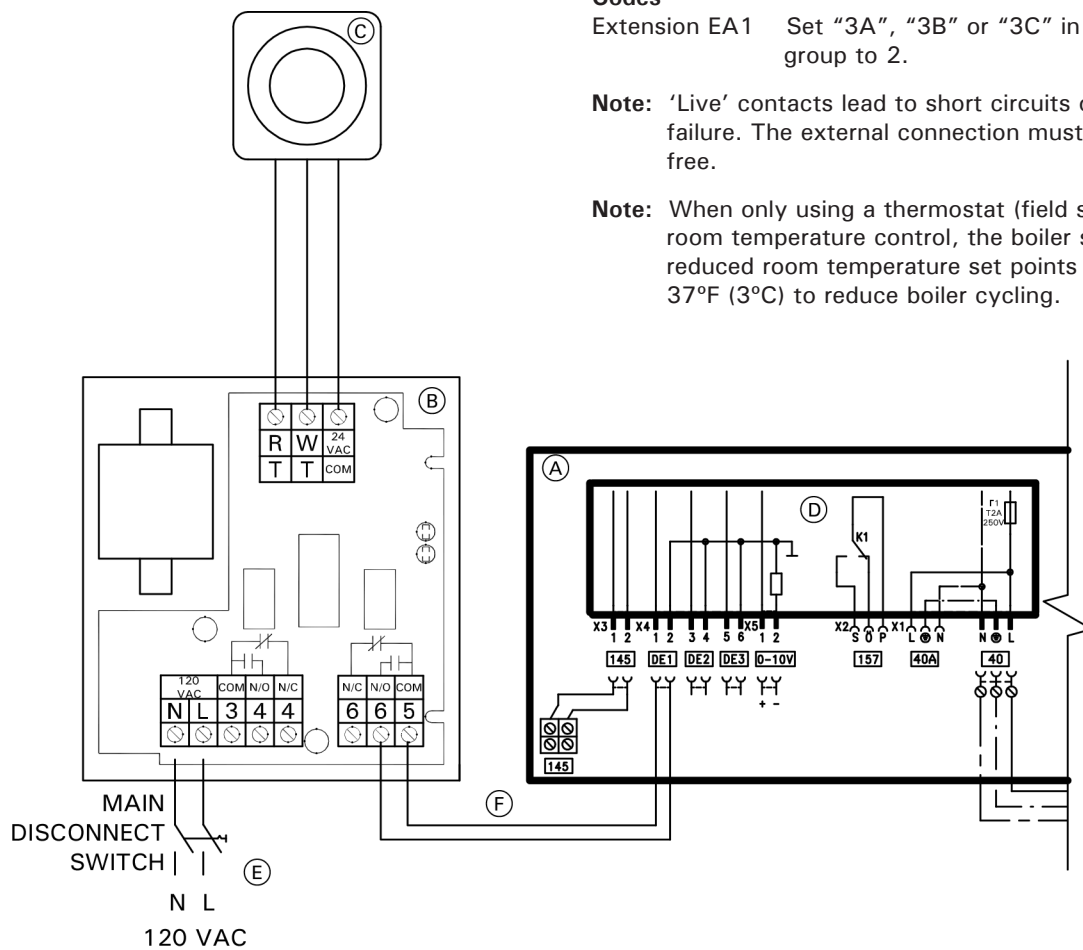 Codes
Extension EA1 Set “3A”, “3B” or “3C” in
group to 2.
Note: ‘Live’ contacts lead to short circuits
failure. The external connection must
free.
Note: When only using a thermostat (field
room temperature control, the boiler
reduced room temperature set points
37ºF (3ºC) to reduce boiler cycling.
C
B
R W 24 VAC
T T COM
A
D
F1
T2A
250V
K1
X3 X4 X5 X2 X1
1 2 1 2 3 4 5 6 1 2 S Ö P L N N L
145 DE1 DE2 DE3 0-10V 157 40A 40
+ -
145
120 VAC COM N/O N/C
N L 3 4 4
N/C N/O COM
6 6 5
F
MAIN
DISCONNECT
SWITCH
E
N L
120 VAC